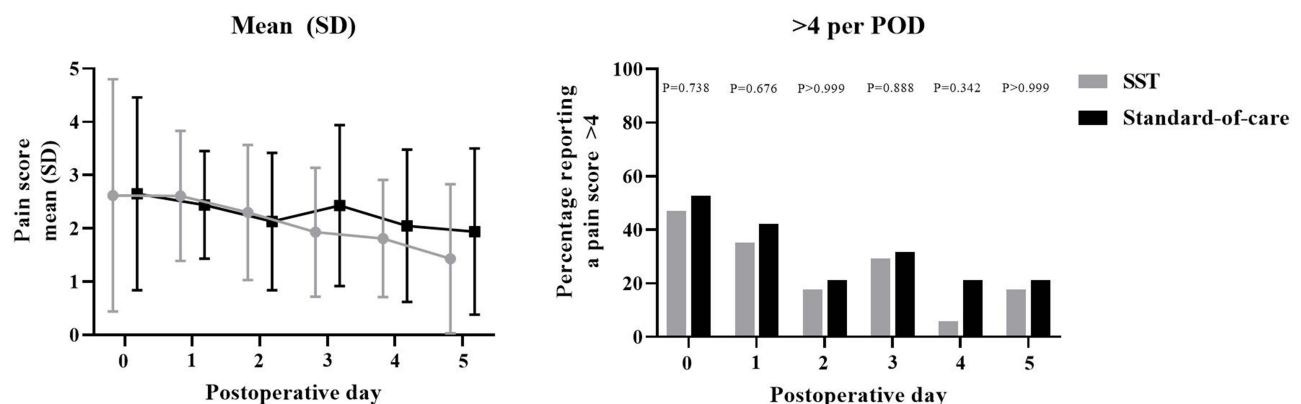 Mean (SD)
Pain score
mean (SD)
5
4
3
2
1
0
0 1 2 3 4 5
Postoperative day
>4 per POD
Percentage reporting
a pain score >4
100
80
60
40
20
0
P=0.738 P=0.676 P>0.999 P=0.888 P=0.342 P>0.999
0 1 2 3 4 5
Postoperative day
SST
Standard-of-care